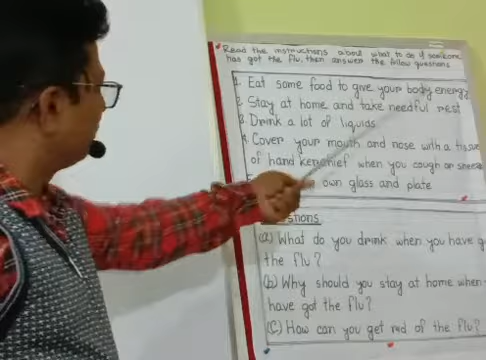 Read the instructions about what to do if someone
has got the flu, then answer the follow questions
1. Eat some food to give your body energy
2. Stay at home and take needful rest
3. Drink a lot of liquids
4. Cover your mouth and nose with a tissue
of hand kerchief when you cough or sneeze
own glass and plate
(a) What do you drink when you have g
the flu?
(b) Why should you stay at home when
have got the flu?
(c) How can you get rid of the flu?